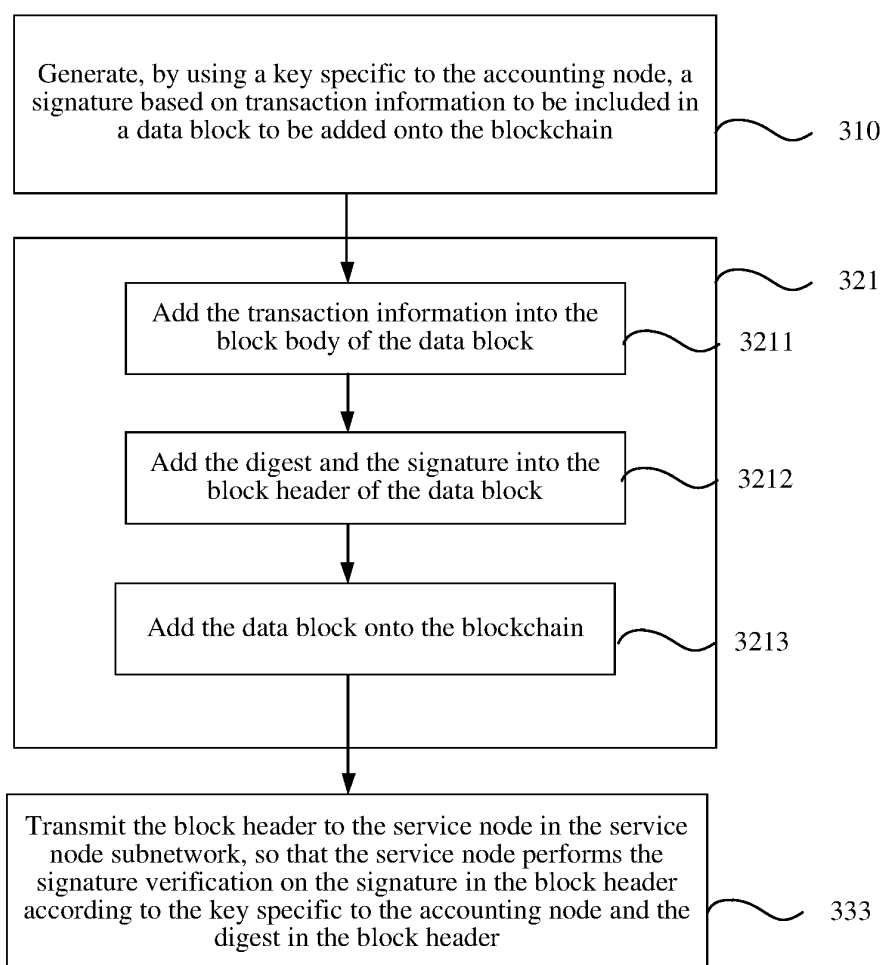 Generate, by using a key specific to the accounting node, a
signature based on transaction information to be included in
a data block to be added onto the blockchain
310
321
Add the transaction information into the
block body of the data block
3211
Add the digest and the signature into the
block header of the data block
3212
Add the data block onto the blockchain
3213
Transmit the block header to the service node in the service
node subnetwork, so that the service node performs the
signature verification on the signature in the block header
according to the key specific to the accounting node and the
digest in the block header
333